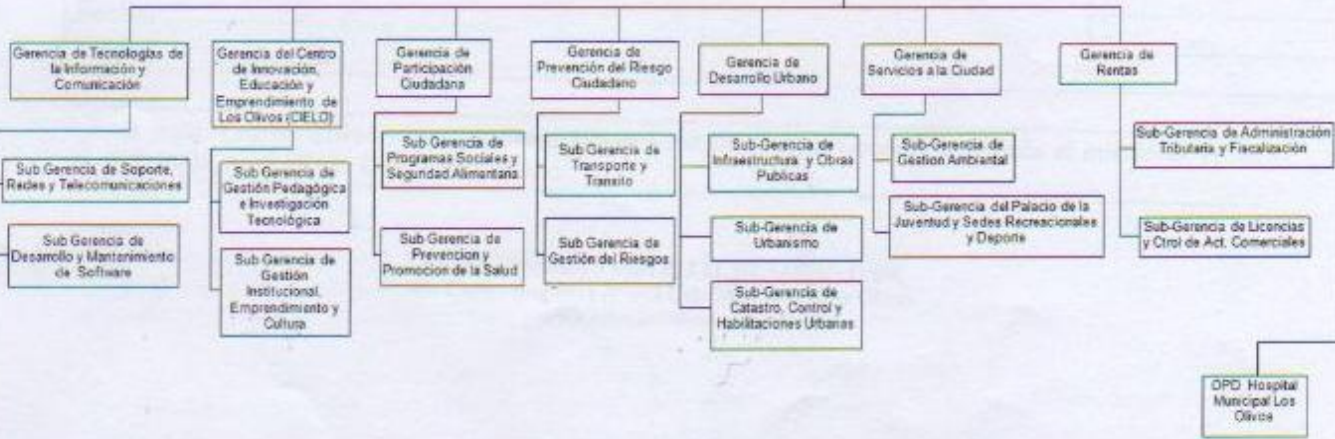 Gerencia de Tecnologías de
la Información y
Comunicación
Gerencia del Centro
de Innovación,
Educación y
Emprendimiento de
Los Olivos (CIELO)
Gerencia de
Participación
Ciudadana
Gerencia de
Prevención del Riesgo
Ciudadano
Gerencia de
Desarrollo Urbano
Gerencia de
Servicios a la Ciudad
Gerencia de
Rentas
Sub Gerencia de Soporte,
Redes y Telecomunicaciones
Sub Gerencia de
Desarrollo y Mantenimiento
de Software
Sub Gerencia de
Gestión Pedagógica
e Investigación
Tecnológica
Sub Gerencia de
Gestión
Institucional,
Emprendimiento y
Cultura
Sub Gerencia de
Programas Sociales y
Seguridad Alimentaria
Sub Gerencia de
Prevencion y
Promocion de la Salud
Sub Gerencia de
Transporte y
Transito
Sub Gerencia de
Gestión del Riesgos
Sub-Gerencia de
Infraestructura y Obras
Publicas
Sub-Gerencia de
Urbanismo
Sub-Gerencia de
Catastro, Control y
Habilitaciones Urbanas
Sub-Gerencia de
Gestion Ambiental
Sub-Gerencia del Palacio de la
Juventud y Sedes Recreacionales
y Deporte
Sub-Gerencia de Administración
Tributaria y Fiscalización
Sub-Gerencia de Licencias
y Ctrol de Act. Comerciales
OPD Hospital
Municipal Los
Olivos